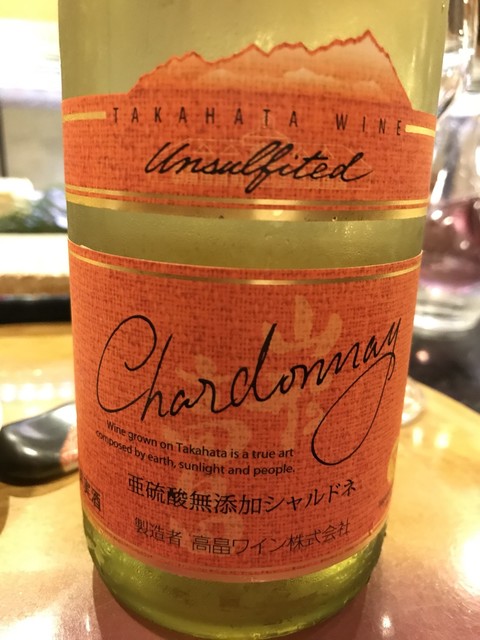 TAKAHATA WINE
Unsulfited
Chardonnay
Wine grown on Takahata is a true art
composed by earth, sunlight and people.
亜硫酸無添加シャルドネ
製造者 高畠ワイン株式会社